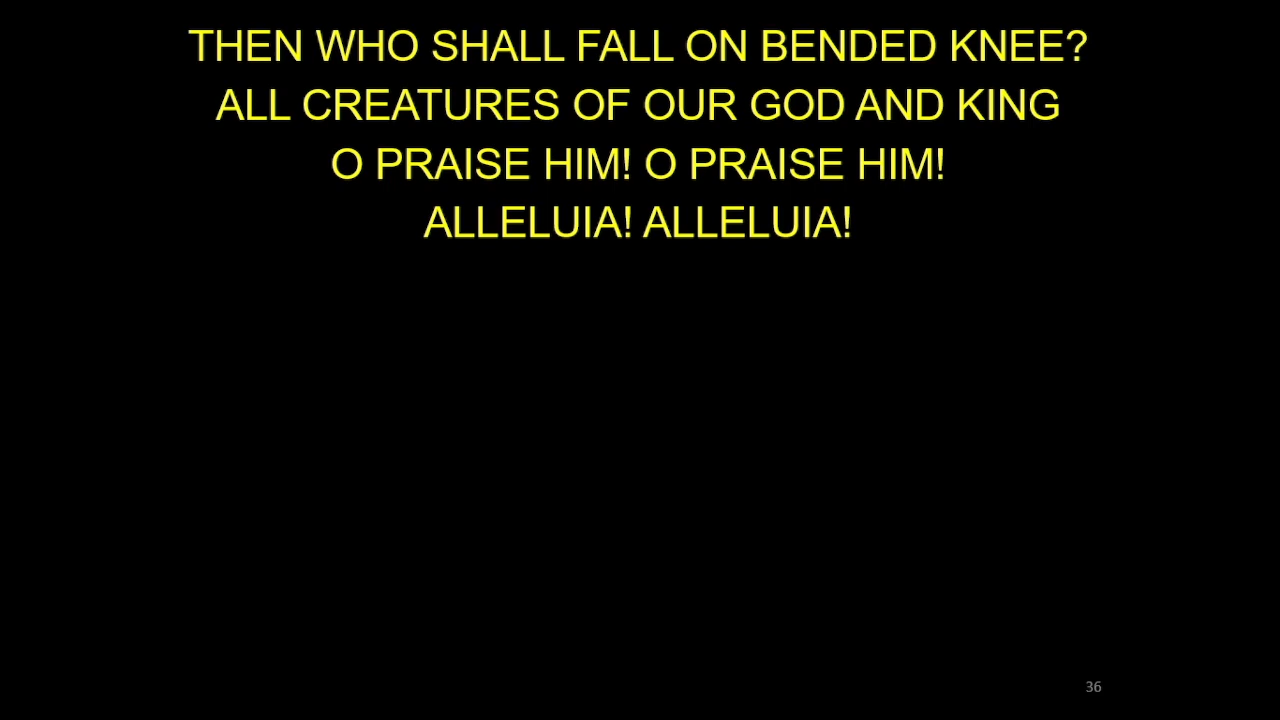 THEN WHO SHALL FALL ON BENDED KNEE?
ALL CREATURES OF OUR GOD AND KING
O PRAISE HIM! O PRAISE HIM!
ALLELUIA! ALLELUIA!
36